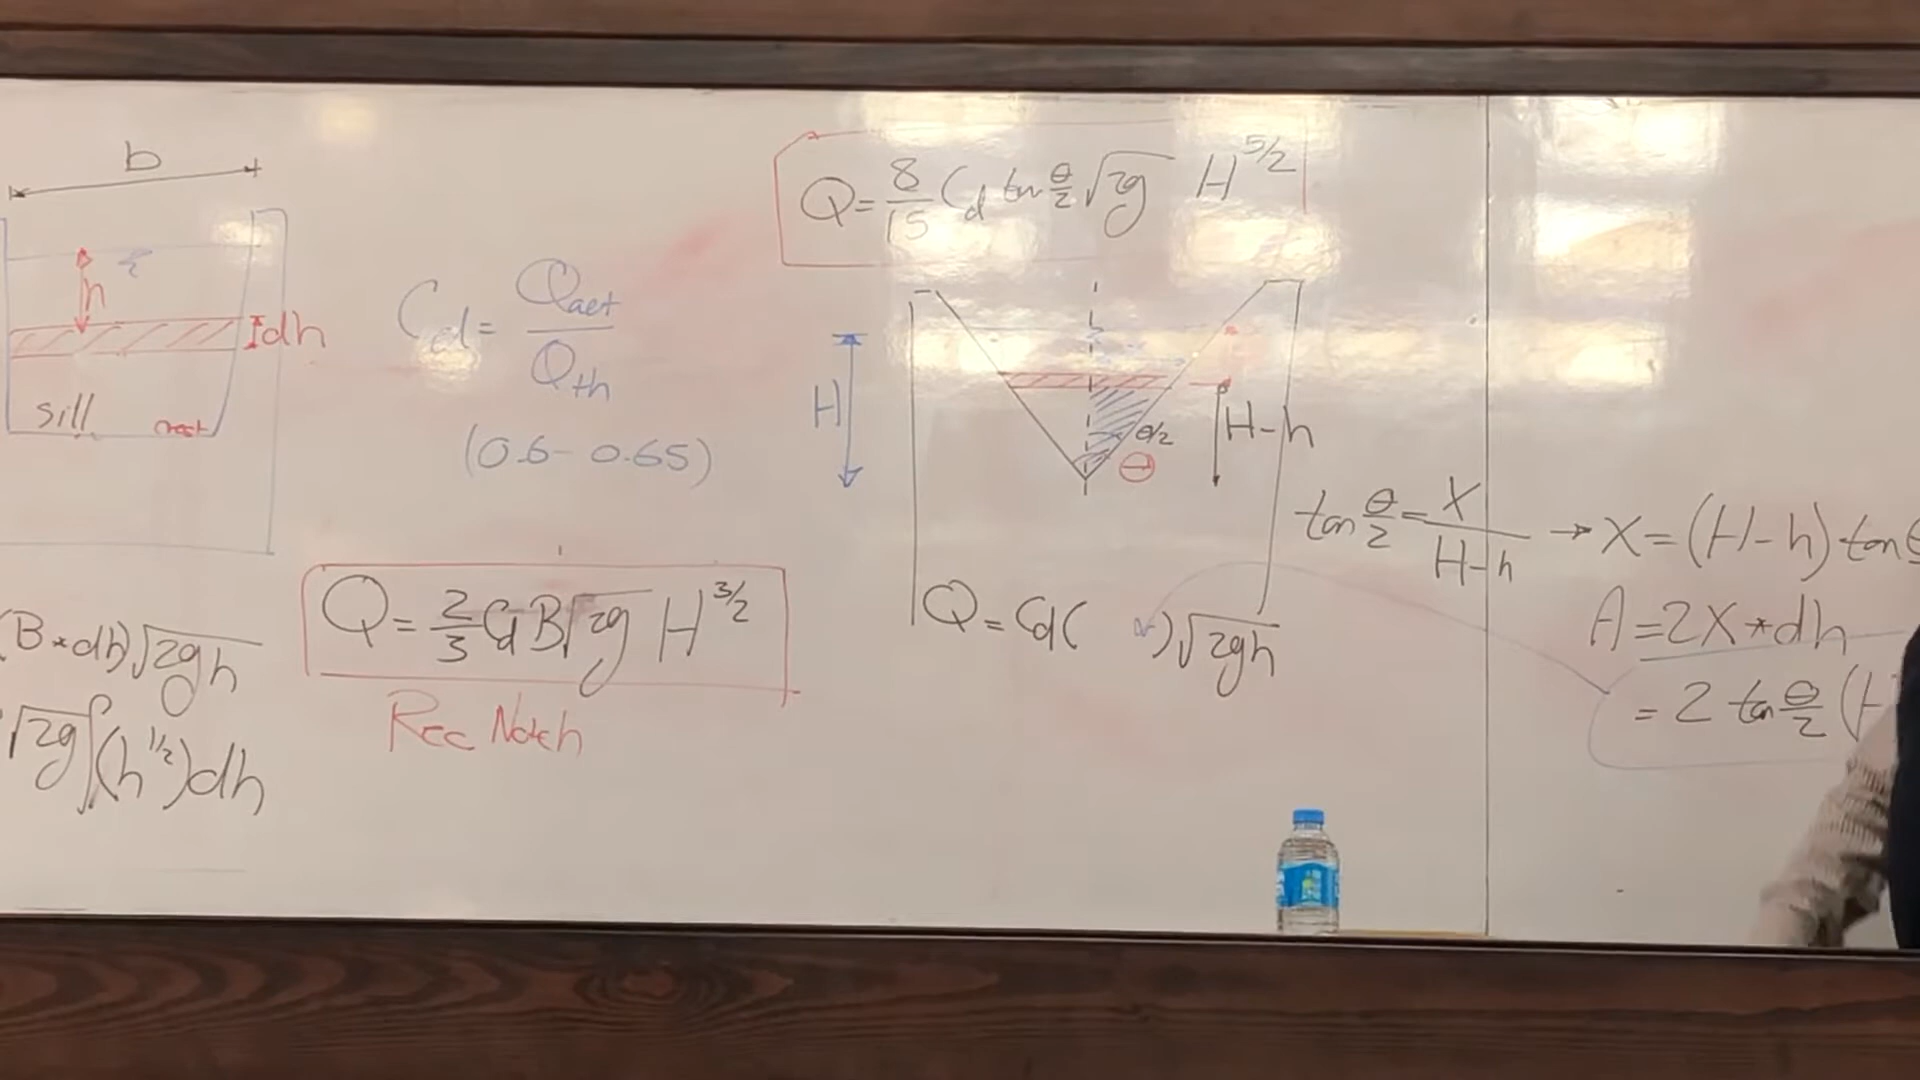 b
h
dh
sill
crest
(B*dh)√2gh
√2g∫(h^1/2)dh
Cd = Qact / Qth
(0.6 - 0.65)
Q = 2/3 Cd B√2g H^3/2
Rec Notch
Q = 8/15 Cd tan θ/2 √2g H^5/2
H
θ/2
θ
H-h
Q = Cd( )√2gh
tan θ/2 = X / H-h → X = (H-h) tan
A = 2X*dh
= 2 tan θ/2 (H